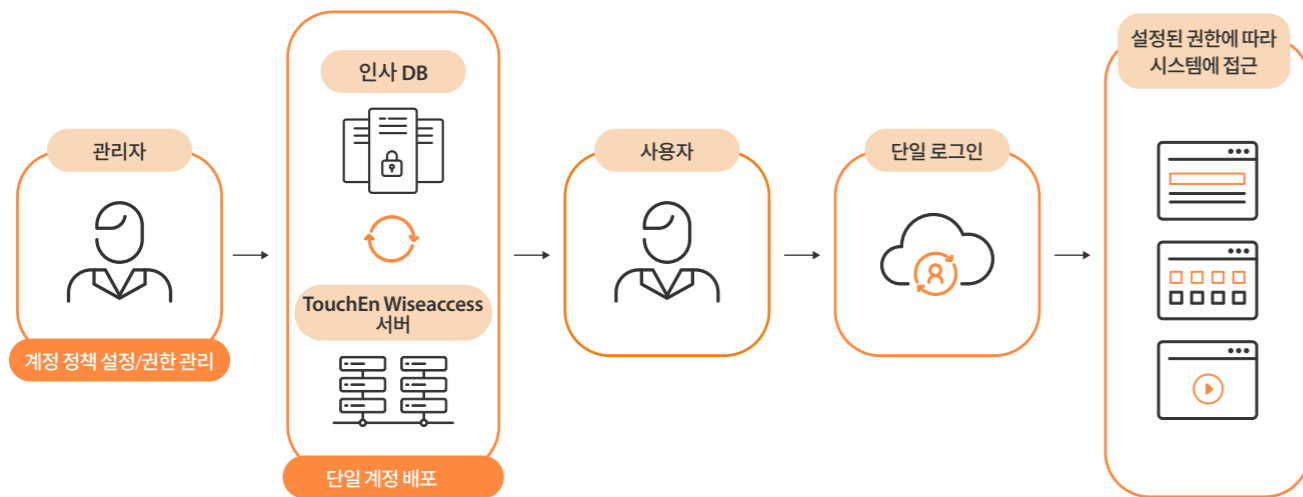 관리자
계정 정책 설정/권한 관리
인사 DB
TouchEn Wiseaccess
서버
단일 계정 배포
사용자
단일 로그인
설정된 권한에 따라
시스템에 접근